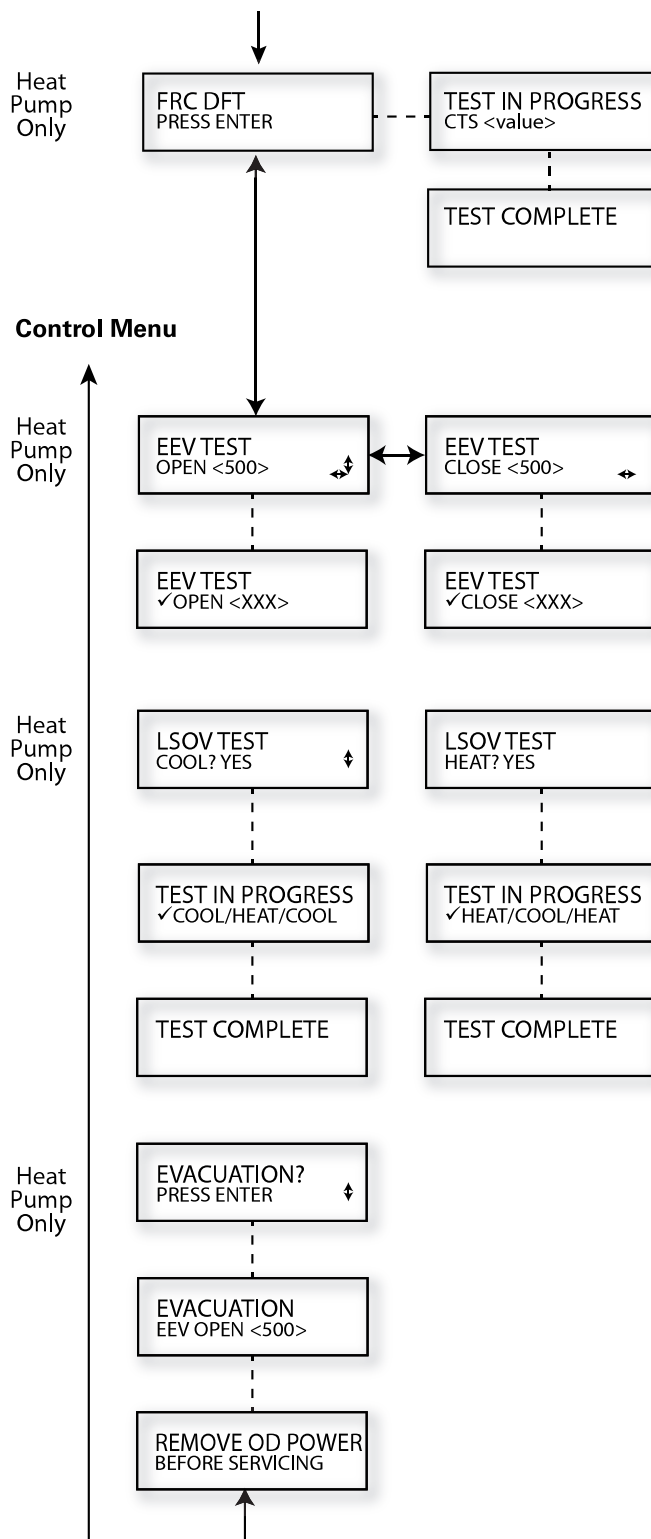 Heat
Pump
Only
FRC DFT
PRESS ENTER
TEST IN PROGRESS
CTS <value>
TEST COMPLETE
Control Menu
Heat
Pump
Only
EEV TEST
OPEN <500>
EEV TEST
CLOSE <500>
EEV TEST
✓OPEN <XXX>
EEV TEST
✓CLOSE <XXX>
Heat
Pump
Only
LSOV TEST
COOL? YES
LSOV TEST
HEAT? YES
TEST IN PROGRESS
✓COOL/HEAT/COOL
TEST IN PROGRESS
✓HEAT/COOL/HEAT
TEST COMPLETE
TEST COMPLETE
Heat
Pump
Only
EVACUATION?
PRESS ENTER
EVACUATION
EEV OPEN <500>
REMOVE OD POWER
BEFORE SERVICING